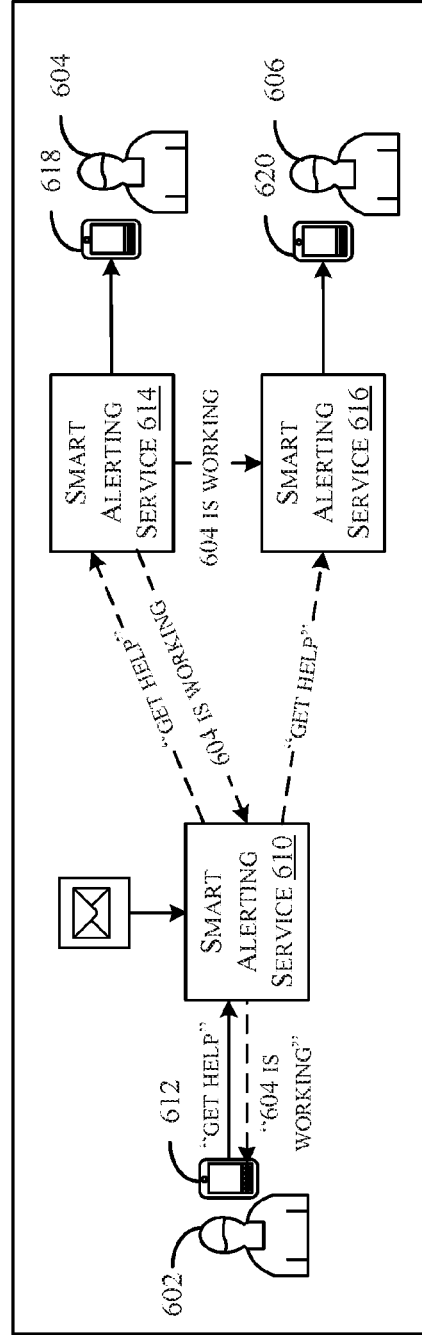 602
612
"GET HELP"
"604 IS
WORKING"
SMART
ALERTING
SERVICE 610
"GET HELP"
604 IS WORKING
"GET HELP"
SMART
ALERTING
SERVICE 614
604 IS WORKING
SMART
ALERTING
SERVICE 616
618
604
620
606